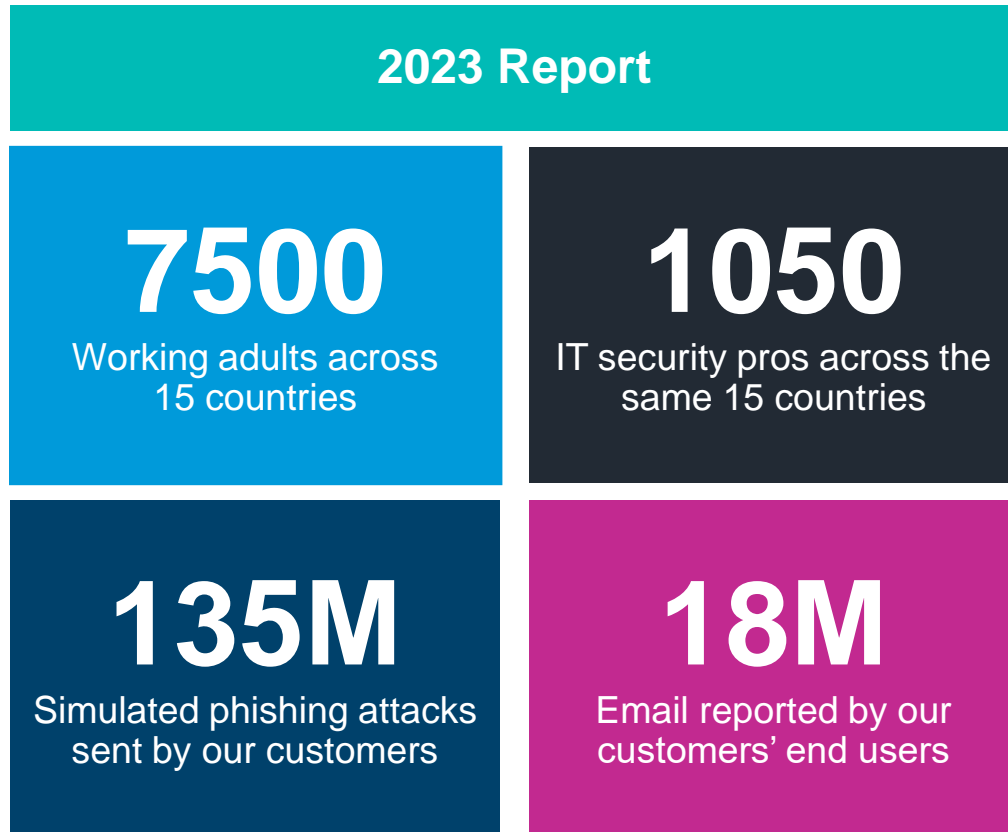 2023 Report
7500
Working adults across
15 countries
1050
IT security pros across the
same 15 countries
135M
Simulated phishing attacks
sent by our customers
18M
Email reported by our
customers’ end users